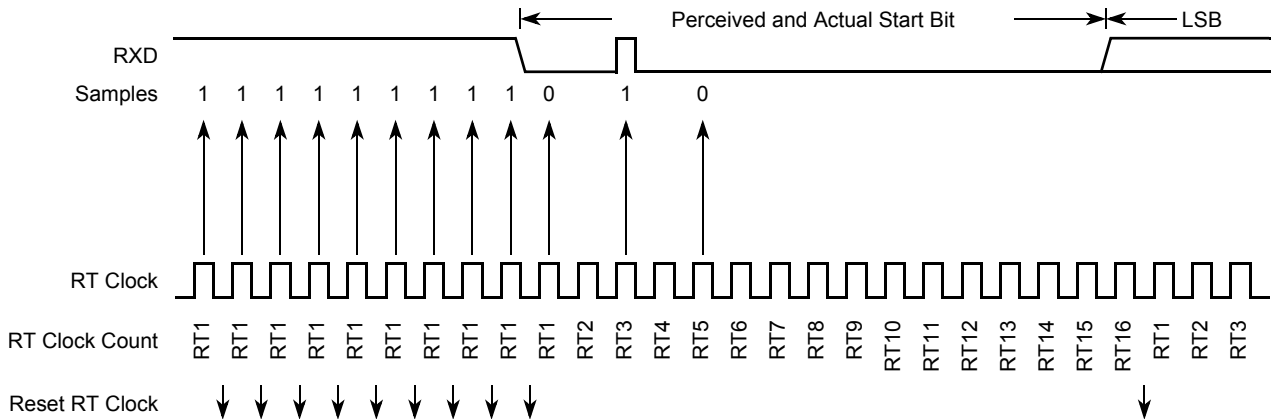 Perceived and Actual Start Bit LSB
RXD
Samples 1 1 1 1 1 1 1 1 1 0 1 0
RT Clock
RT Clock Count RT1 RT1 RT1 RT1 RT1 RT1 RT1 RT1 RT1 RT1 RT2 RT3 RT4 RT5 RT6 RT7 RT8 RT9 RT10 RT11 RT12 RT13 RT14 RT15 RT16 RT1 RT2 RT3
Reset RT Clock